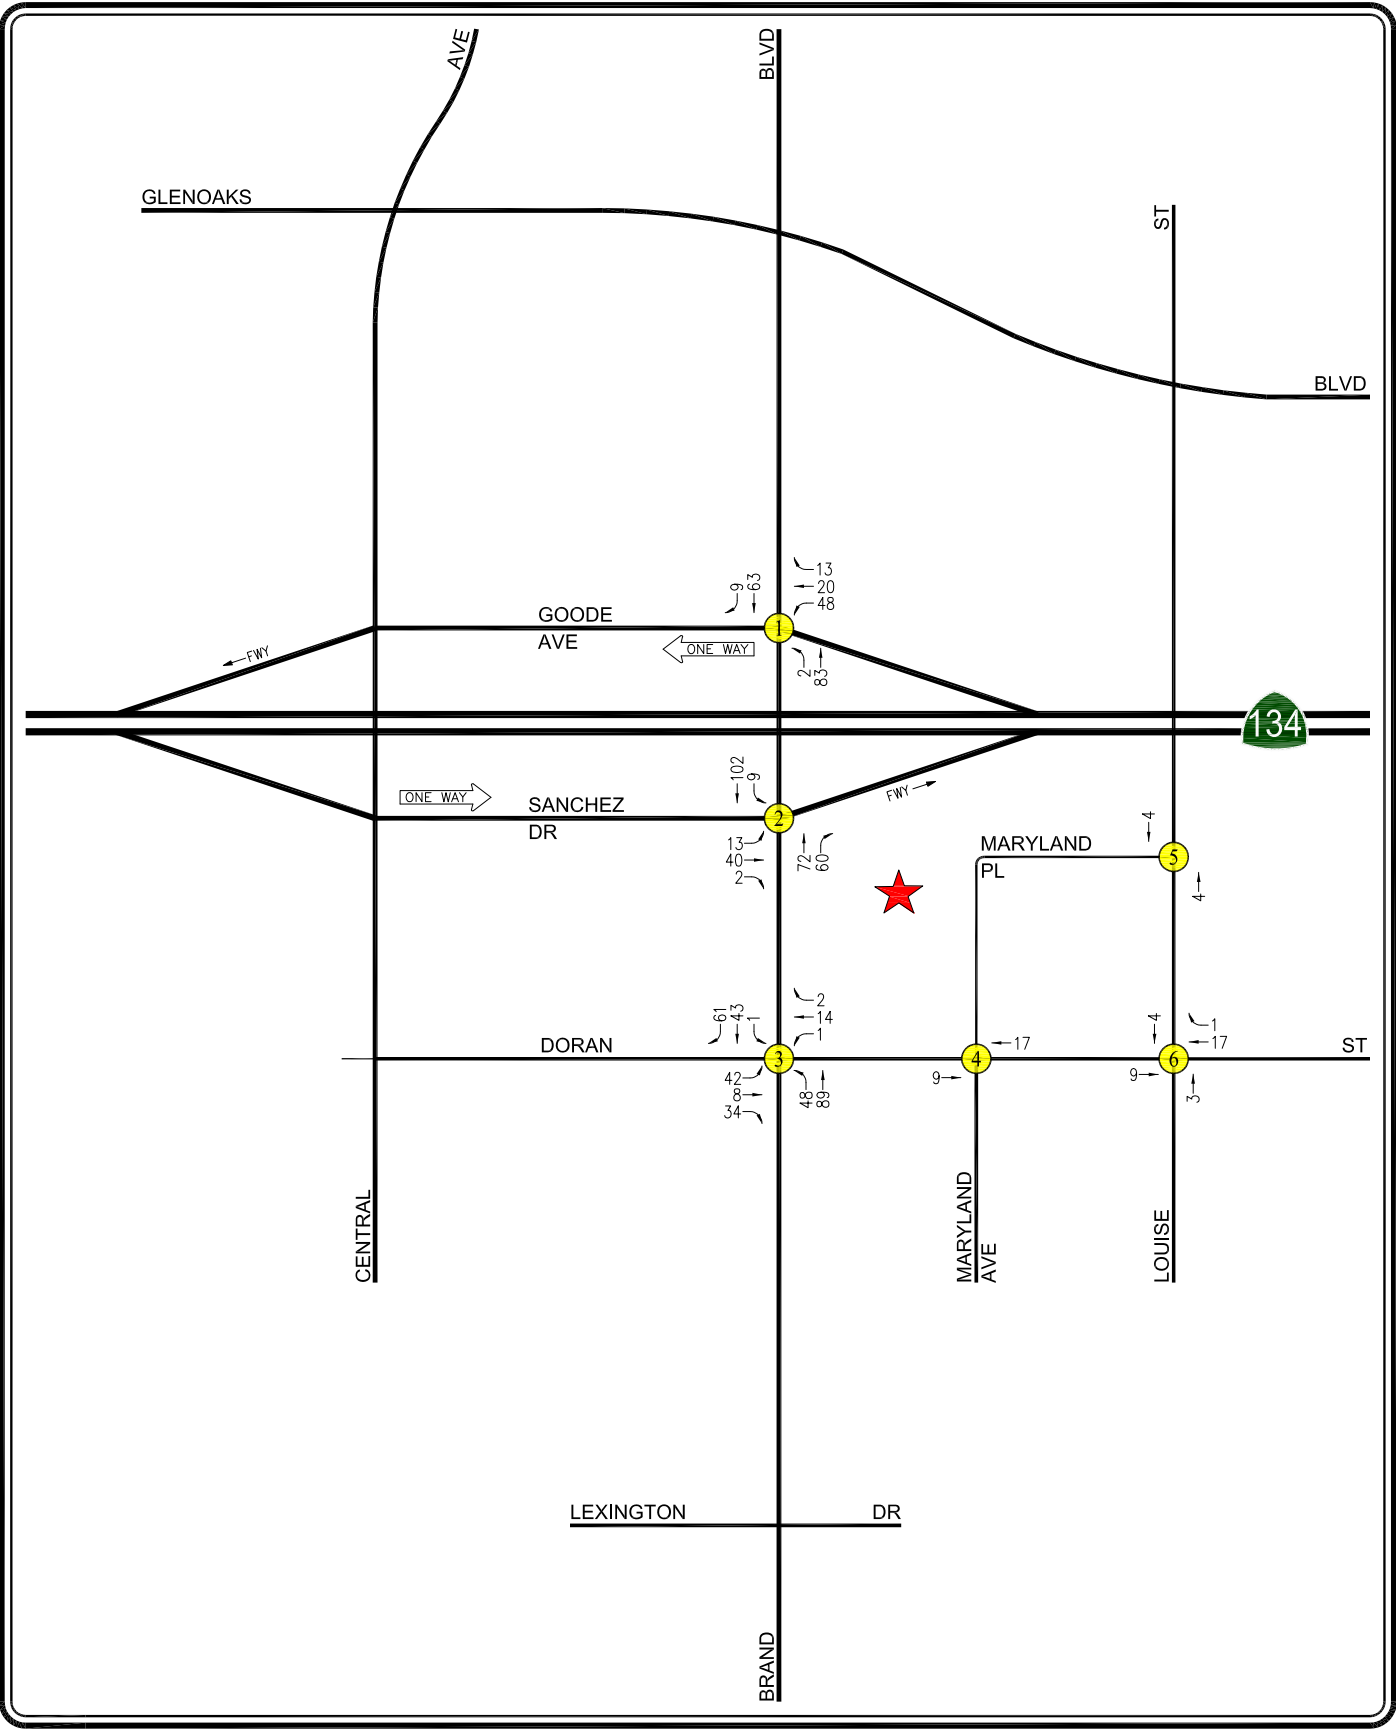 AVE
BLVD
GLENOAKS
ST
BLVD
9
63
13
20
48
GOODE
AVE
1
ONE WAY
2
83
FWY
134
102
9
ONE WAY
SANCHEZ
DR
2
FWY
13
40
2
72
60
4
MARYLAND
PL
5
4
61
43
1
2
14
1
DORAN
3
42
8
34
48
89
17
4
9
4
1
17
6
9
3
ST
CENTRAL
MARYLAND
AVE
LOUISE
LEXINGTON
DR
BRAND